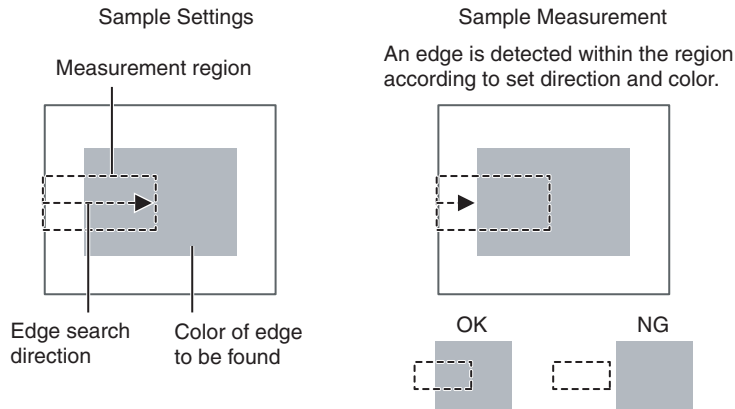 Sample Settings
Measurement region
Edge search
direction
Color of edge
to be found
Sample Measurement
An edge is detected within the region
according to set direction and color.
OK
NG